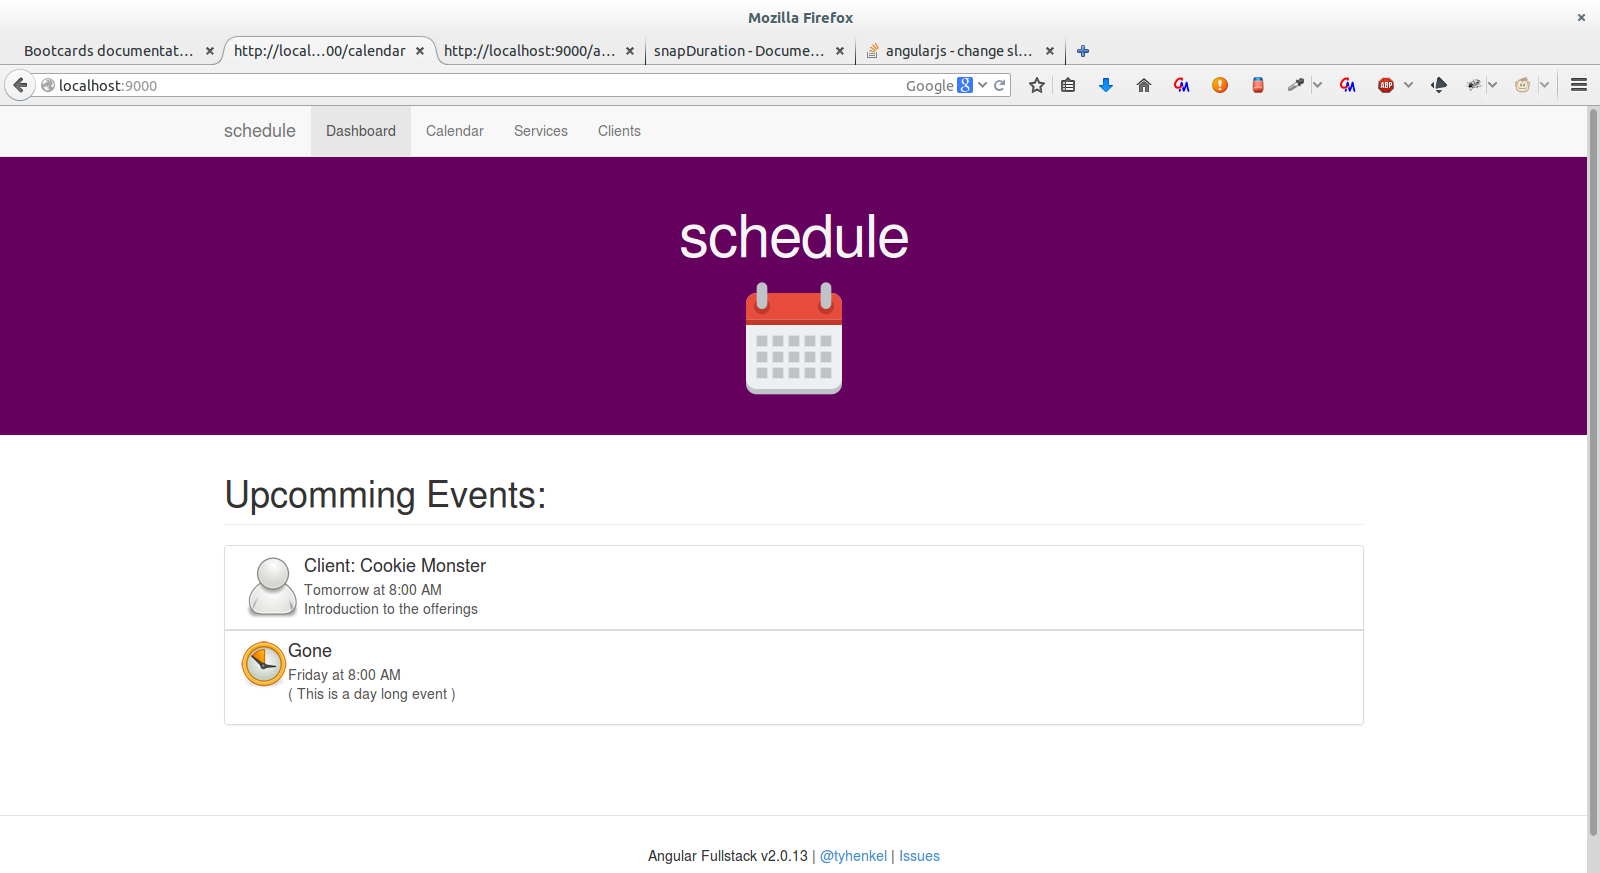 Mozilla Firefox
Bootcards documentat... http://local...00/calendar http://localhost:9000/a... snapDuration - Docume... angularjs - change sl...
localhost:9000 Google 8 GM ABP
schedule Dashboard Calendar Services Clients
schedule
Upcomming Events:
Client: Cookie Monster
Tomorrow at 8:00 AM
Introduction to the offerings
Gone
Friday at 8:00 AM
( This is a day long event )
Angular Fullstack v2.0.13 | @tyhenkel | Issues